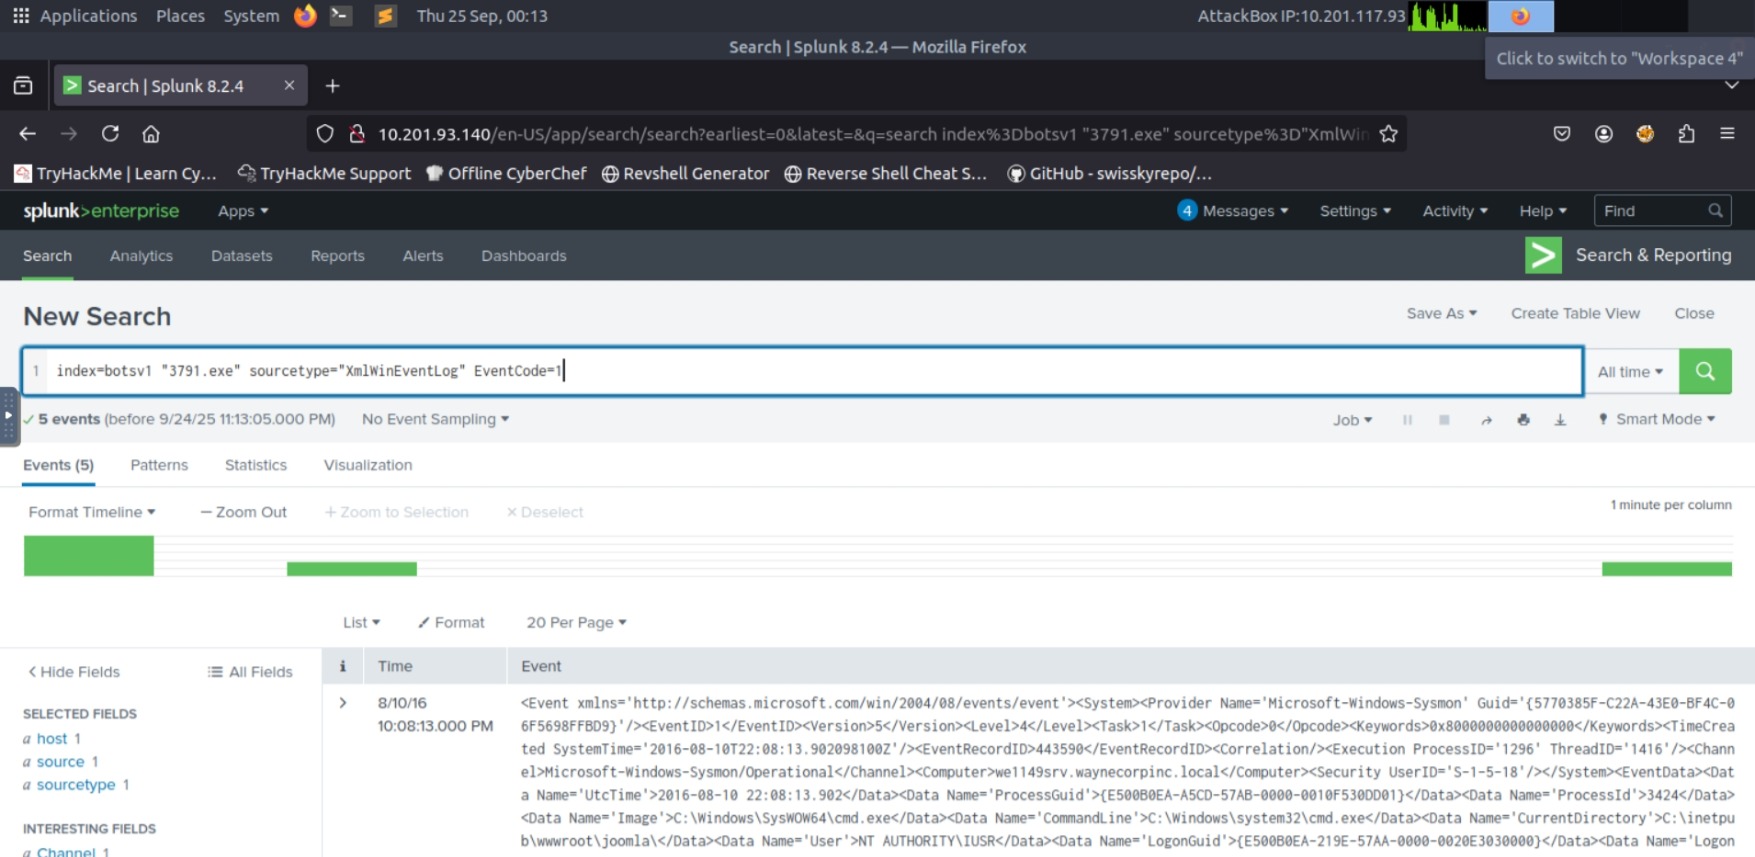 Applications Places System Thu 25 Sep, 00:13 AttackBox IP:10.201.117.93
Search | Splunk 8.2.4 — Mozilla Firefox
Click to switch to "Workspace 4"
Search | Splunk 8.2.4 × +
10.201.93.140/en-US/app/search/search?earliest=0&latest=&q=search index%3Dbotsv1 "3791.exe" sourcetype%3D"XmlWin
TryHackMe | Learn Cy... TryHackMe Support Offline CyberChef Revshell Generator Reverse Shell Cheat S... GitHub - swisskyrepo/...
splunk>enterprise Apps 4 Messages Settings Activity Help Find
Search Analytics Datasets Reports Alerts Dashboards Search & Reporting
New Search Save As Create Table View Close
1 index=botsv1 "3791.exe" sourcetype="XmlWinEventLog" EventCode=1 All time
✓ 5 events (before 9/24/25 11:13:05.000 PM) No Event Sampling Job Smart Mode
Events (5) Patterns Statistics Visualization
Format Timeline — Zoom Out + Zoom to Selection × Deselect 1 minute per column
List Format 20 Per Page
< Hide Fields All Fields i Time Event
SELECTED FIELDS
a host 1
a source 1
a sourcetype 1
INTERESTING FIELDS
a Channel 1
> 8/10/16
10:08:13.000 PM
<Event xmlns='http://schemas.microsoft.com/win/2004/08/events/event'><System><Provider Name='Microsoft-Windows-Sysmon' Guid='{5770385F-C22A-43E0-BF4C-0
6F5698FFBD9}'/><EventID>1</EventID><Version>5</Version><Level>4</Level><Task>1</Task><Opcode>0</Opcode><Keywords>0x8000000000000000</Keywords><TimeCrea
ted SystemTime='2016-08-10T22:08:13.902098100Z'/><EventRecordID>443590</EventRecordID><Correlation/><Execution ProcessID='1296' ThreadID='1416'/><Chann
el>Microsoft-Windows-Sysmon/Operational</Channel><Computer>we1149srv.waynecorpinc.local</Computer><Security UserID='S-1-5-18'/></System><EventData><Dat
a Name='UtcTime'>2016-08-10 22:08:13.902</Data><Data Name='ProcessGuid'>{E500B0EA-A5CD-57AB-0000-0010F530DD01}</Data><Data Name='ProcessId'>3424</Data>
<Data Name='Image'>C:\Windows\SysWOW64\cmd.exe</Data><Data Name='CommandLine'>C:\Windows\system32\cmd.exe</Data><Data Name='CurrentDirectory'>C:\inetpu
b\wwwroot\joomla\</Data><Data Name='User'>NT AUTHORITY\IUSR</Data><Data Name='LogonGuid'>{E500B0EA-219E-57AA-0000-0020E3030000}</Data><Data Name='Logon